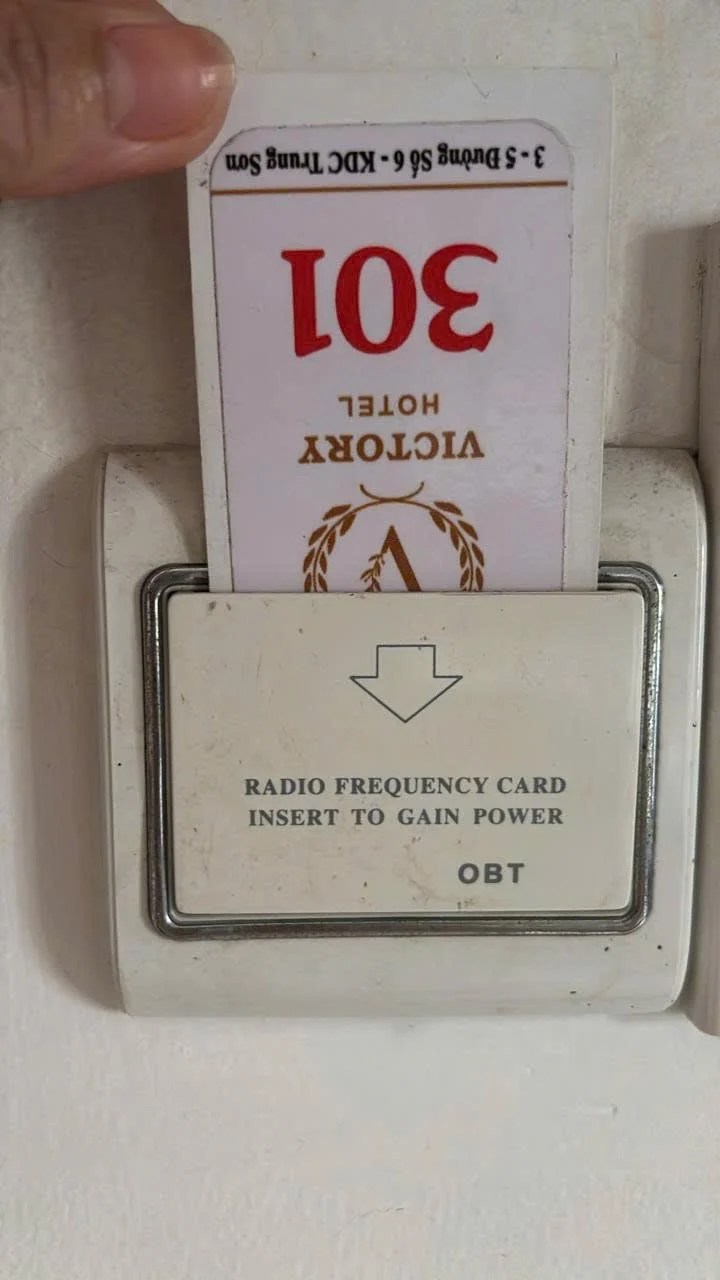 3 - 5 Đường Số 6 - KDC Trung Sơn
301
HOTEL
VICTORY
RADIO FREQUENCY CARD
INSERT TO GAIN POWER
OBT